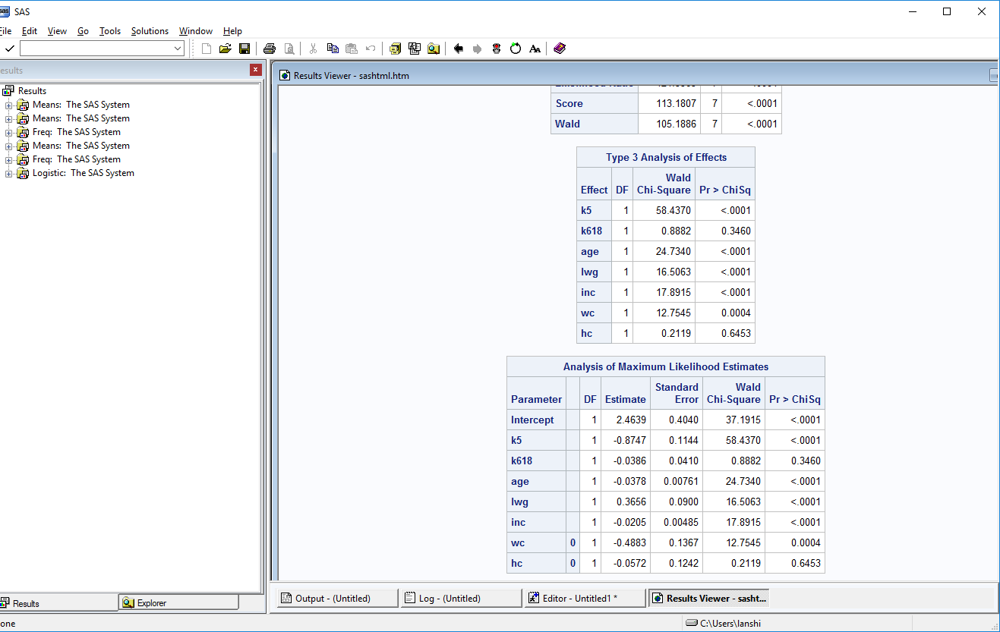 SAS
File Edit View Go Tools Solutions Window Help
Results Viewer - sashtml.htm
Results
Means: The SAS System
Means: The SAS System
Freq: The SAS System
Means: The SAS System
Freq: The SAS System
Logistic: The SAS System
Score 113.1807 7 <.0001
Wald 105.1886 7 <.0001
Type 3 Analysis of Effects
Effect DF Wald Chi-Square Pr > ChiSq
k5 1 58.4370 <.0001
k618 1 0.8882 0.3460
age 1 24.7340 <.0001
lwg 1 16.5063 <.0001
inc 1 17.8915 <.0001
wc 1 12.7545 0.0004
hc 1 0.2119 0.6453
Analysis of Maximum Likelihood Estimates
Parameter DF Estimate Standard Error Wald Chi-Square Pr > ChiSq
Intercept 1 2.4639 0.4040 37.1915 <.0001
k5 1 -0.8747 0.1144 58.4370 <.0001
k618 1 -0.0386 0.0410 0.8882 0.3460
age 1 -0.0378 0.00761 24.7340 <.0001
lwg 1 0.3656 0.0900 16.5063 <.0001
inc 1 -0.0205 0.00485 17.8915 <.0001
wc 0 1 -0.4883 0.1367 12.7545 0.0004
hc 0 1 -0.0572 0.1242 0.2119 0.6453
Results Explorer
Output - (Untitled) Log - (Untitled) Editor - Untitled1 * Results Viewer - sasht...
C:\Users\lanshi